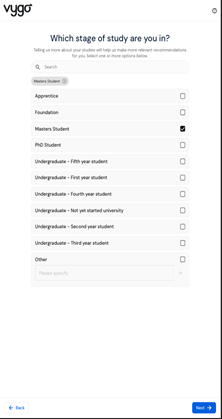 vygo
Which stage of study are you in?
Telling us more about your studies will help us make more relevant recommendations
for you. Select one or more options below.
Search
Masters Student
Apprentice
Foundation
Masters Student
PhD Student
Undergraduate - Fifth year student
Undergraduate - First year student
Undergraduate - Fourth year student
Undergraduate - Not yet started university
Undergraduate - Second year student
Undergraduate - Third year student
Other
Please specify
Back
Next